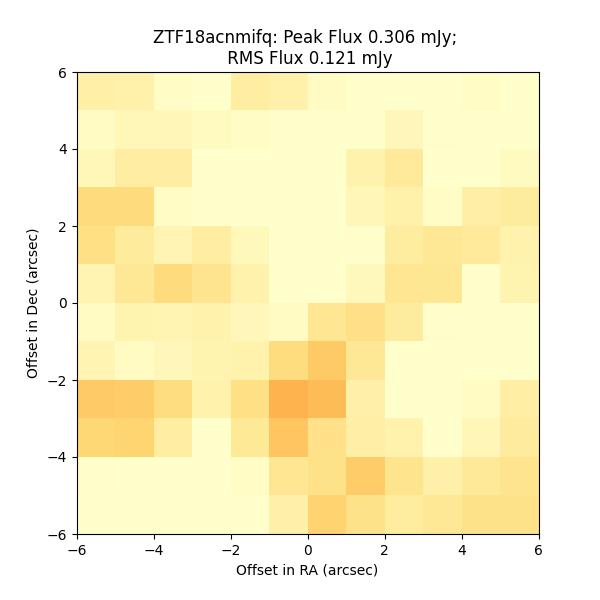 ZTF18acnmifq: Peak Flux 0.306 mJy;
RMS Flux 0.121 mJy
6
4
2
0
−2
−4
−6
Offset in Dec (arcsec)
−6 −4 −2 0 2 4 6
Offset in RA (arcsec)